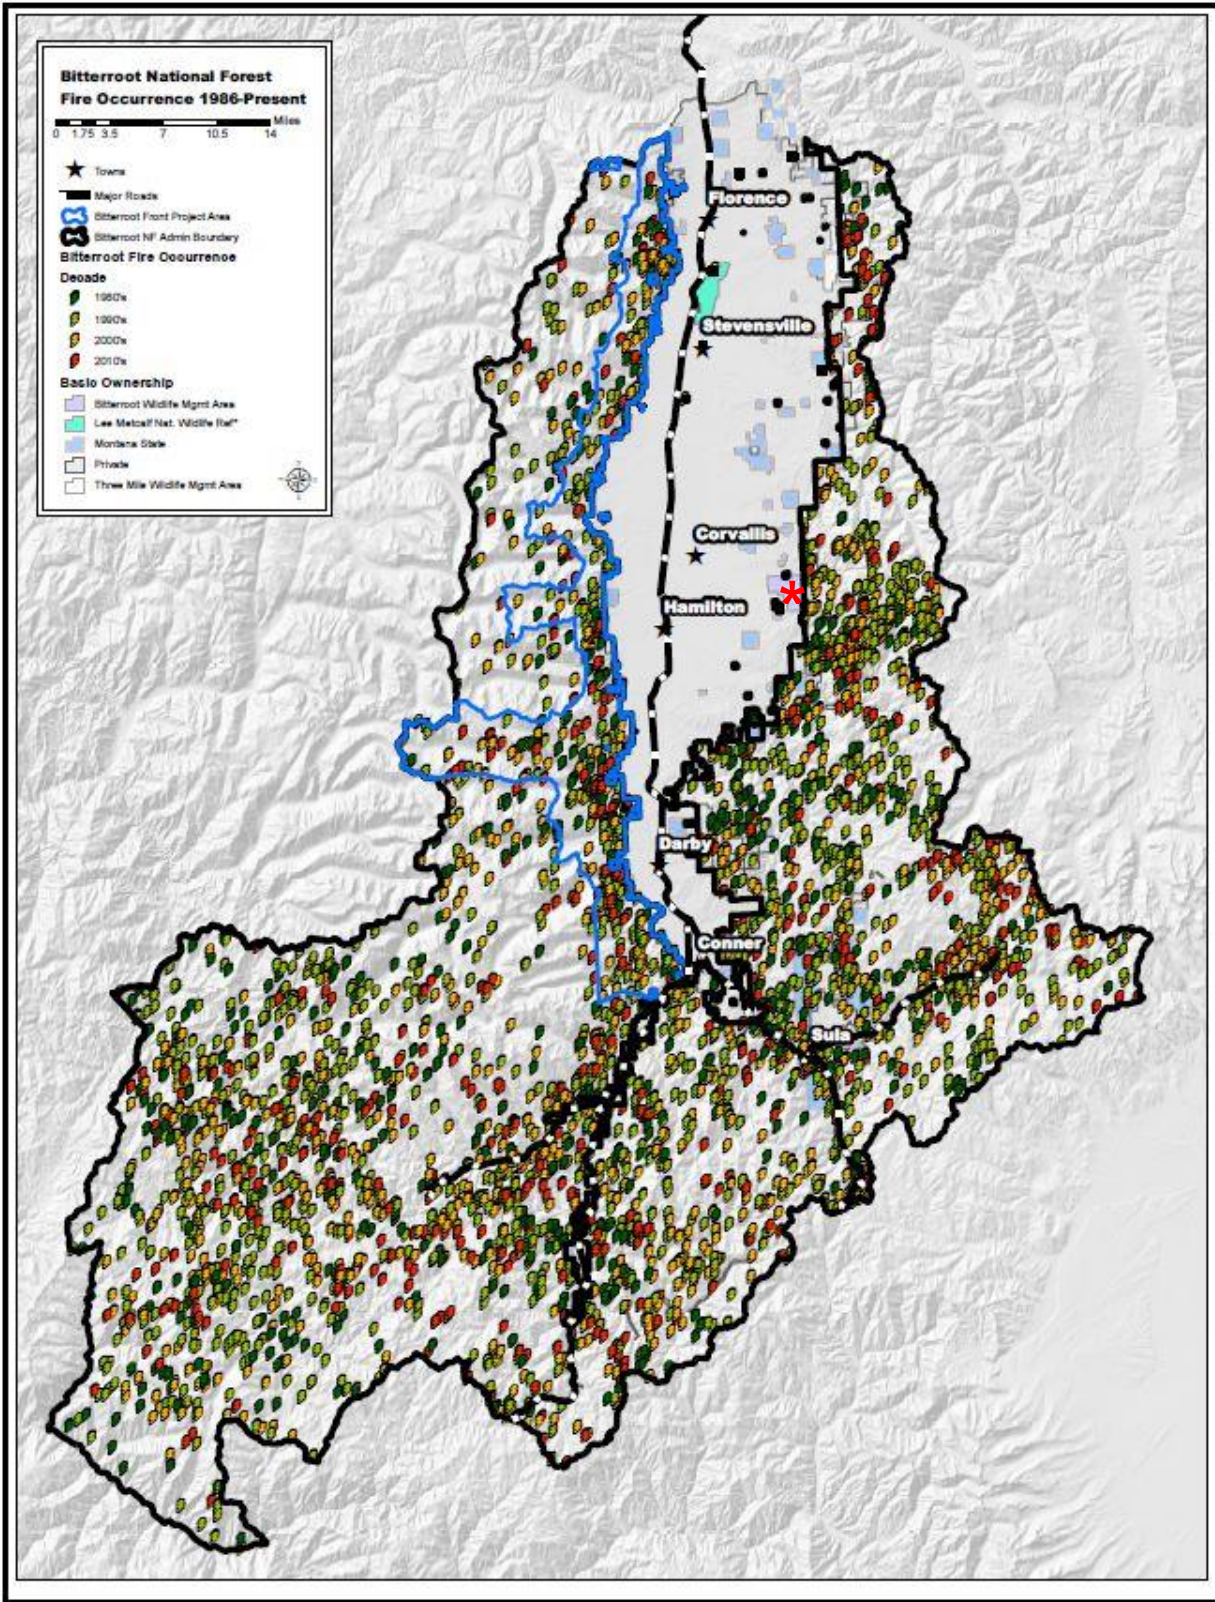 Bitterroot National Forest
Fire Occurrence 1986-Present
Miles
0 1.75 3.5 7 10.5 14
Towns
Major Roads
Bitterroot Front Project Area
Bitterroot NF Admin Boundary
Bitterroot Fire Occurrence
Decade
1980's
1990's
2000's
2010's
Basic Ownership
Bitterroot Wildlife Mgmt Area
Lee Metcalf Nat. Wildlife Ref*
Montana State
Private
Three Mile Wildlife Mgmt Area
Florence
Stevensville
Corvallis
*
Hamilton
Darby
Conner
Sula